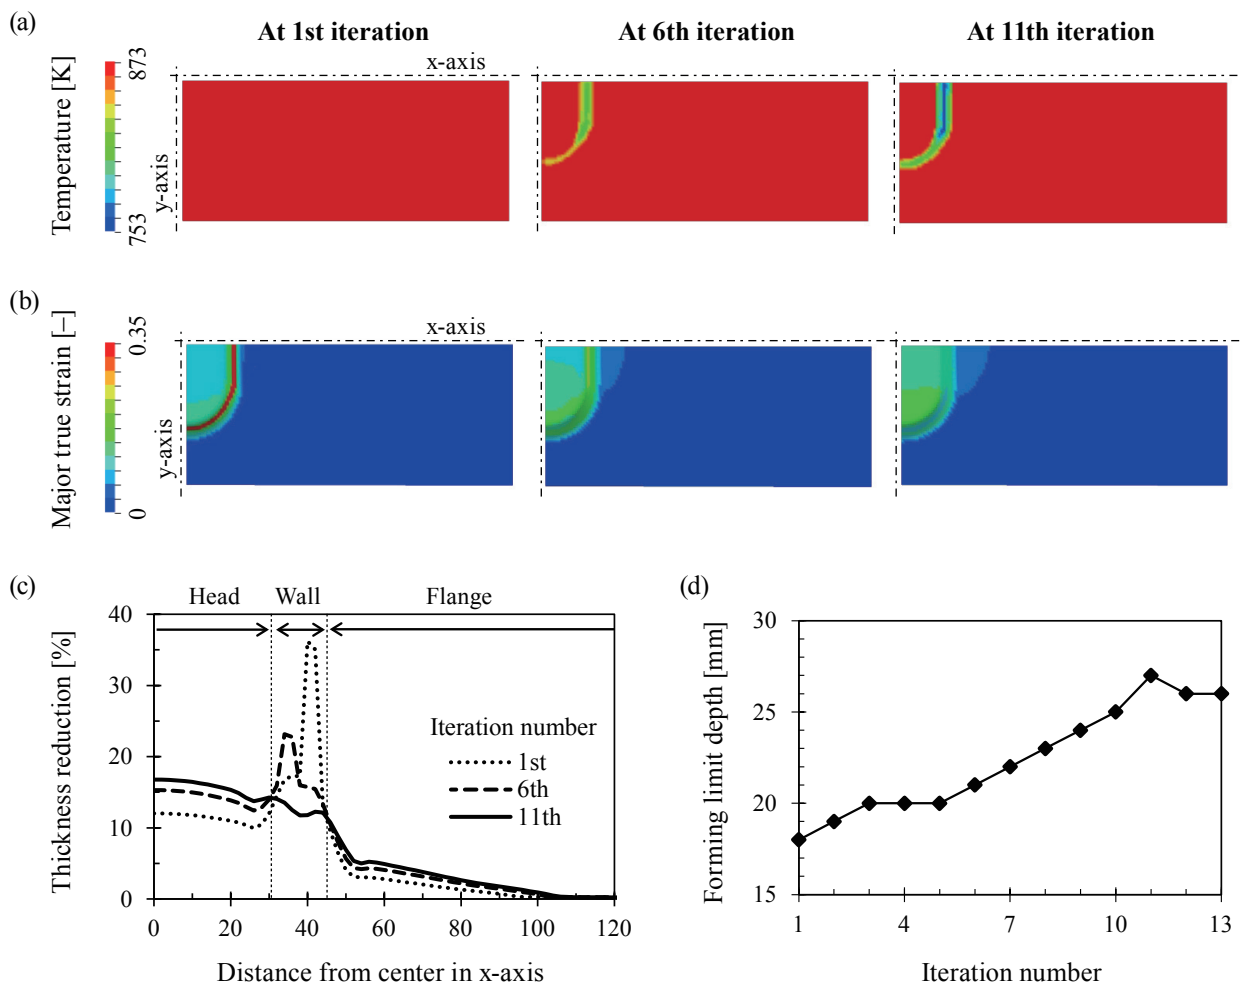 (a)
At 1st iteration
At 6th iteration
At 11th iteration
Temperature [K]
873
753
x-axis
y-axis
(b)
Major true strain [–]
0.35
0
x-axis
y-axis
(c)
Head
Wall
Flange
Thickness reduction [%]
40
30
20
10
0
Iteration number
1st
6th
11th
0
20
40
60
80
100
120
Distance from center in x-axis
(d)
Forming limit depth [mm]
30
25
20
15
1
4
7
10
13
Iteration number